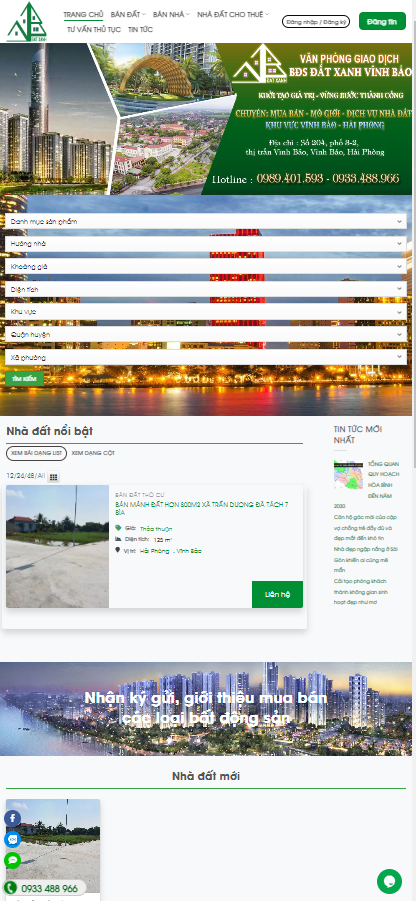 ĐẤT XANH
TRANG CHỦ BÁN ĐẤT BÁN NHÀ NHÀ ĐẤT CHO THUÊ
TƯ VẤN THỦ TỤC TIN TỨC
Đăng nhập / Đăng ký
Đăng tin
ĐẤT XANH
VĂN PHÒNG GIAO DỊCH
BĐS ĐẤT XANH VĨNH BẢO
KHỞI TẠO GIÁ TRỊ - VỮNG BƯỚC THÀNH CÔNG
CHUYÊN: MUA BÁN - MÔ GIỚI - DỊCH VỤ NHÀ ĐẤT
KHU VỰC VĨNH BẢO - HẢI PHÒNG
Địa chỉ : Số 204, phố 3-2,
thị trấn Vĩnh Bảo, Vĩnh Bảo, Hải Phòng
Hotline : 0989.401.593 - 0933.488.966
Danh mục sản phẩm
Hướng nhà
Khoảng giá
Diện tích
Khu vực
Quận huyện
Xã phường
TÌM KIẾM
Nhà đất nổi bật
XEM BÀI DẠNG LIST XEM DẠNG CỘT
12/24/48/All
BÁN ĐẤT THỔ CƯ
BÁN MẢNH ĐẤT HƠN 800M2 XÃ TRẤN DƯƠNG ĐÃ TÁCH 7
BÌA
Giá: Thỏa thuận
Diện tích: 125 m²
Vị trí: Hải Phòng , Vĩnh Bảo
Liên hệ
TIN TỨC MỚI
NHẤT
TỔNG QUAN
QUY HOẠCH
HÒA BÌNH
ĐẾN NĂM
2030
Căn hộ gác mái của cặp
vợ chồng trẻ đầy đủ và
đẹp mắt đến khó tin
Nhà đẹp ngập nắng ở Sài
Gòn khiến ai cũng mê
mẩn
Cải tạo phòng khách
thành không gian sinh
hoạt đẹp như mơ
Nhận ký gửi, giới thiệu mua bán
các loại bất động sản
Nhà đất mới
0933 488 966